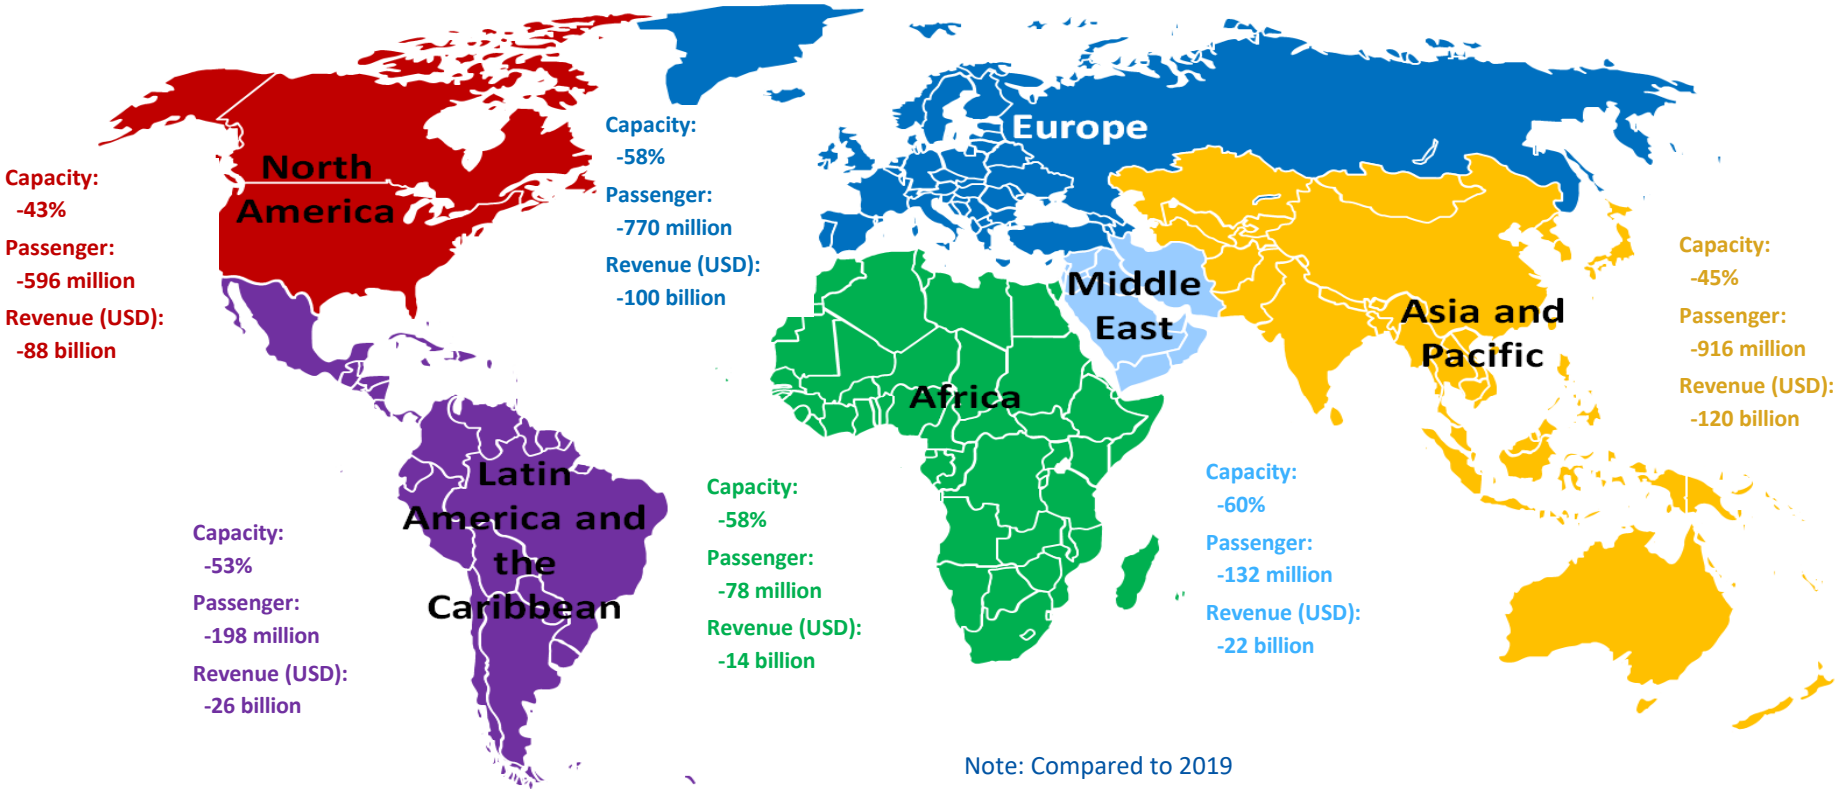 North
America
Capacity:
-43%
Passenger:
-596 million
Revenue (USD):
-88 billion
Europe
Capacity:
-58%
Passenger:
-770 million
Revenue (USD):
-100 billion
Middle
East
Asia and
Pacific
Capacity:
-45%
Passenger:
-916 million
Revenue (USD):
-120 billion
Africa
Latin
America and
the
Caribbean
Capacity:
-53%
Passenger:
-198 million
Revenue (USD):
-26 billion
Capacity:
-58%
Passenger:
-78 million
Revenue (USD):
-14 billion
Capacity:
-60%
Passenger:
-132 million
Revenue (USD):
-22 billion
Note: Compared to 2019